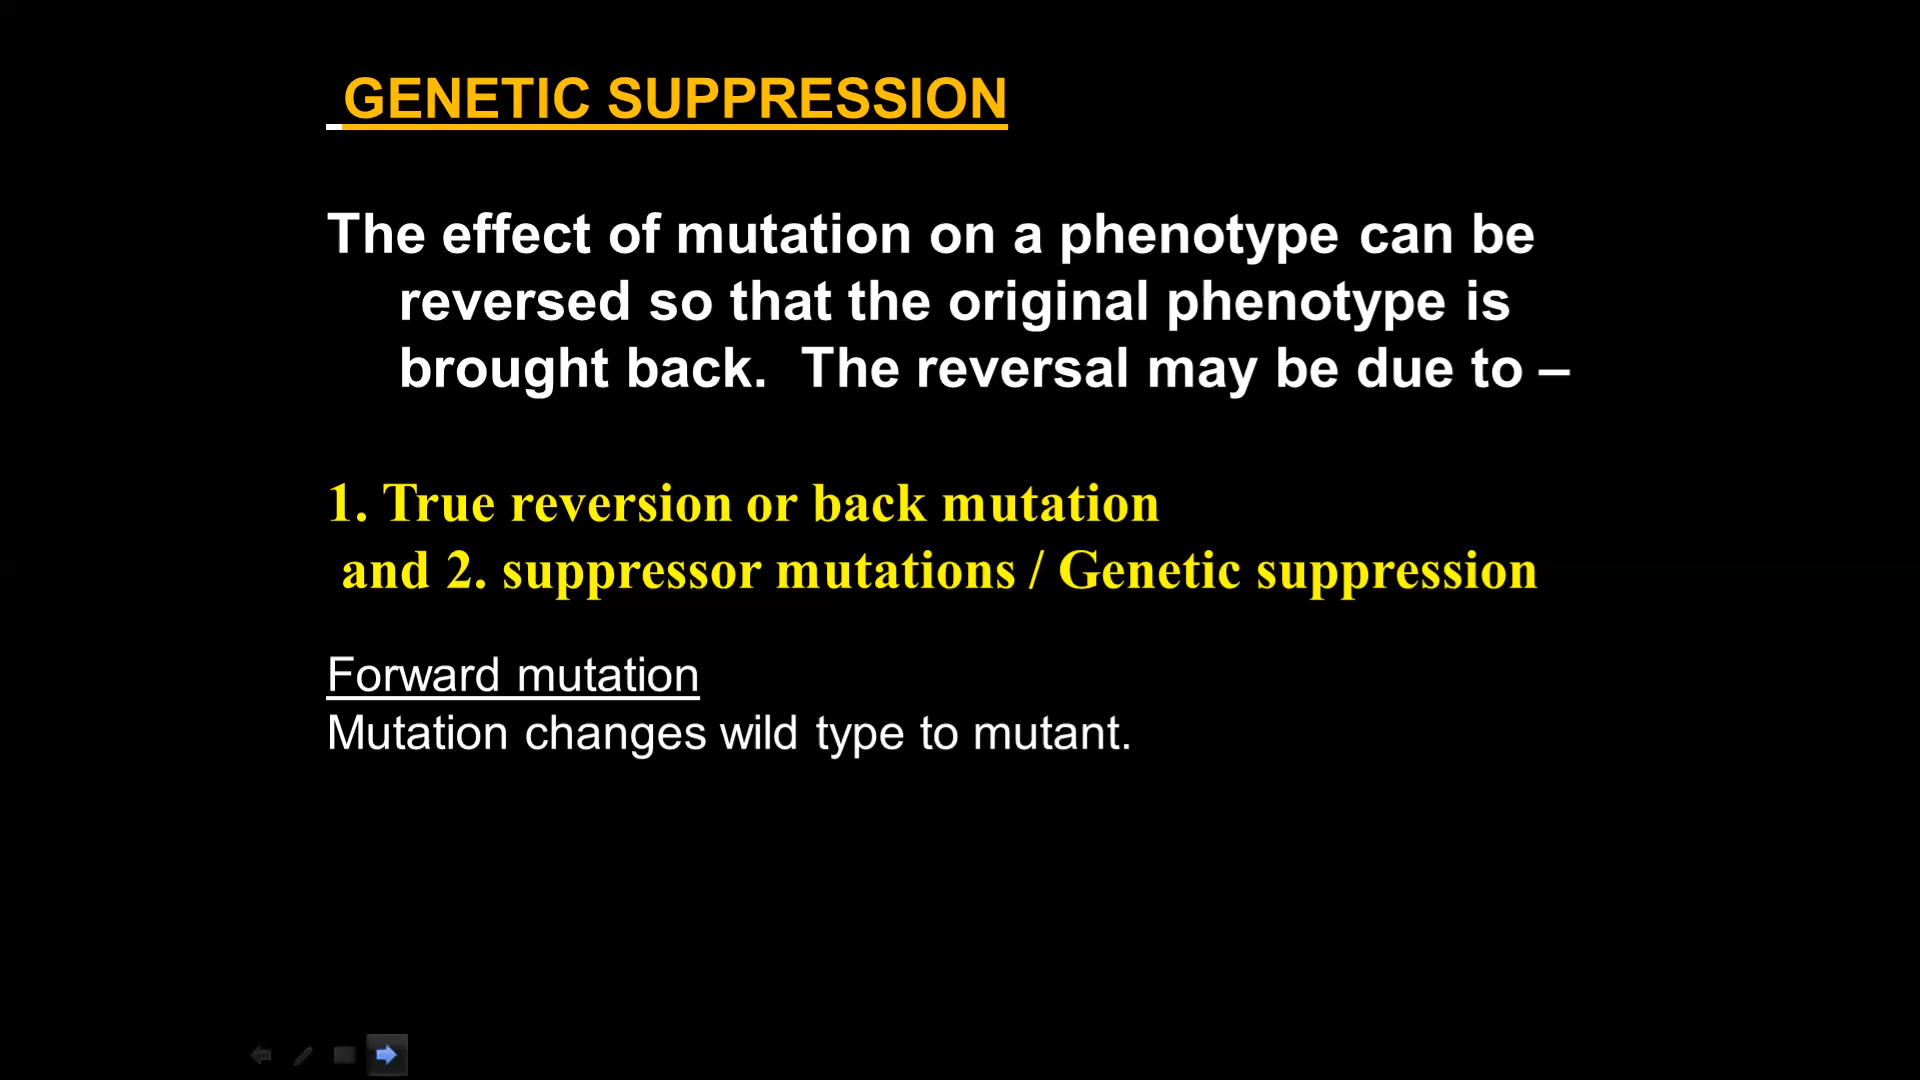 GENETIC SUPPRESSION
The effect of mutation on a phenotype can be
reversed so that the original phenotype is
brought back.  The reversal may be due to –
1. True reversion or back mutation
and 2. suppressor mutations / Genetic suppression
Forward mutation
Mutation changes wild type to mutant.